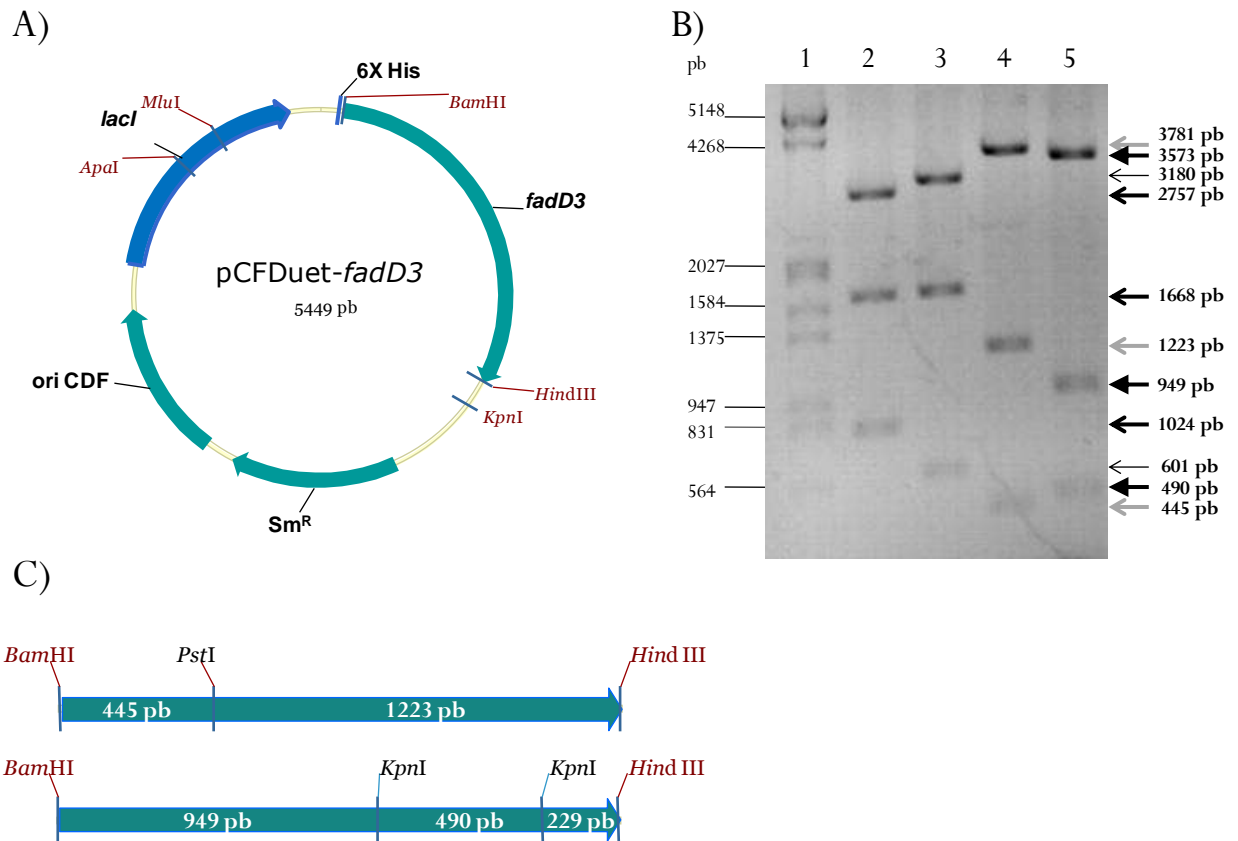 A)
6X His
BamHI
MluI
lacI
ApaI
fadD3
pCFDuet-fadD3
5449 pb
ori CDF
HindIII
KpnI
SmR
B)
pb
1 2 3 4 5
5148
4268
2027
1584
1375
947
831
564
3781 pb
3573 pb
3180 pb
2757 pb
1668 pb
1223 pb
949 pb
1024 pb
601 pb
490 pb
445 pb
C)
BamHI PstI Hind III
445 pb 1223 pb
BamHI KpnI KpnI Hind III
949 pb 490 pb 229 pb